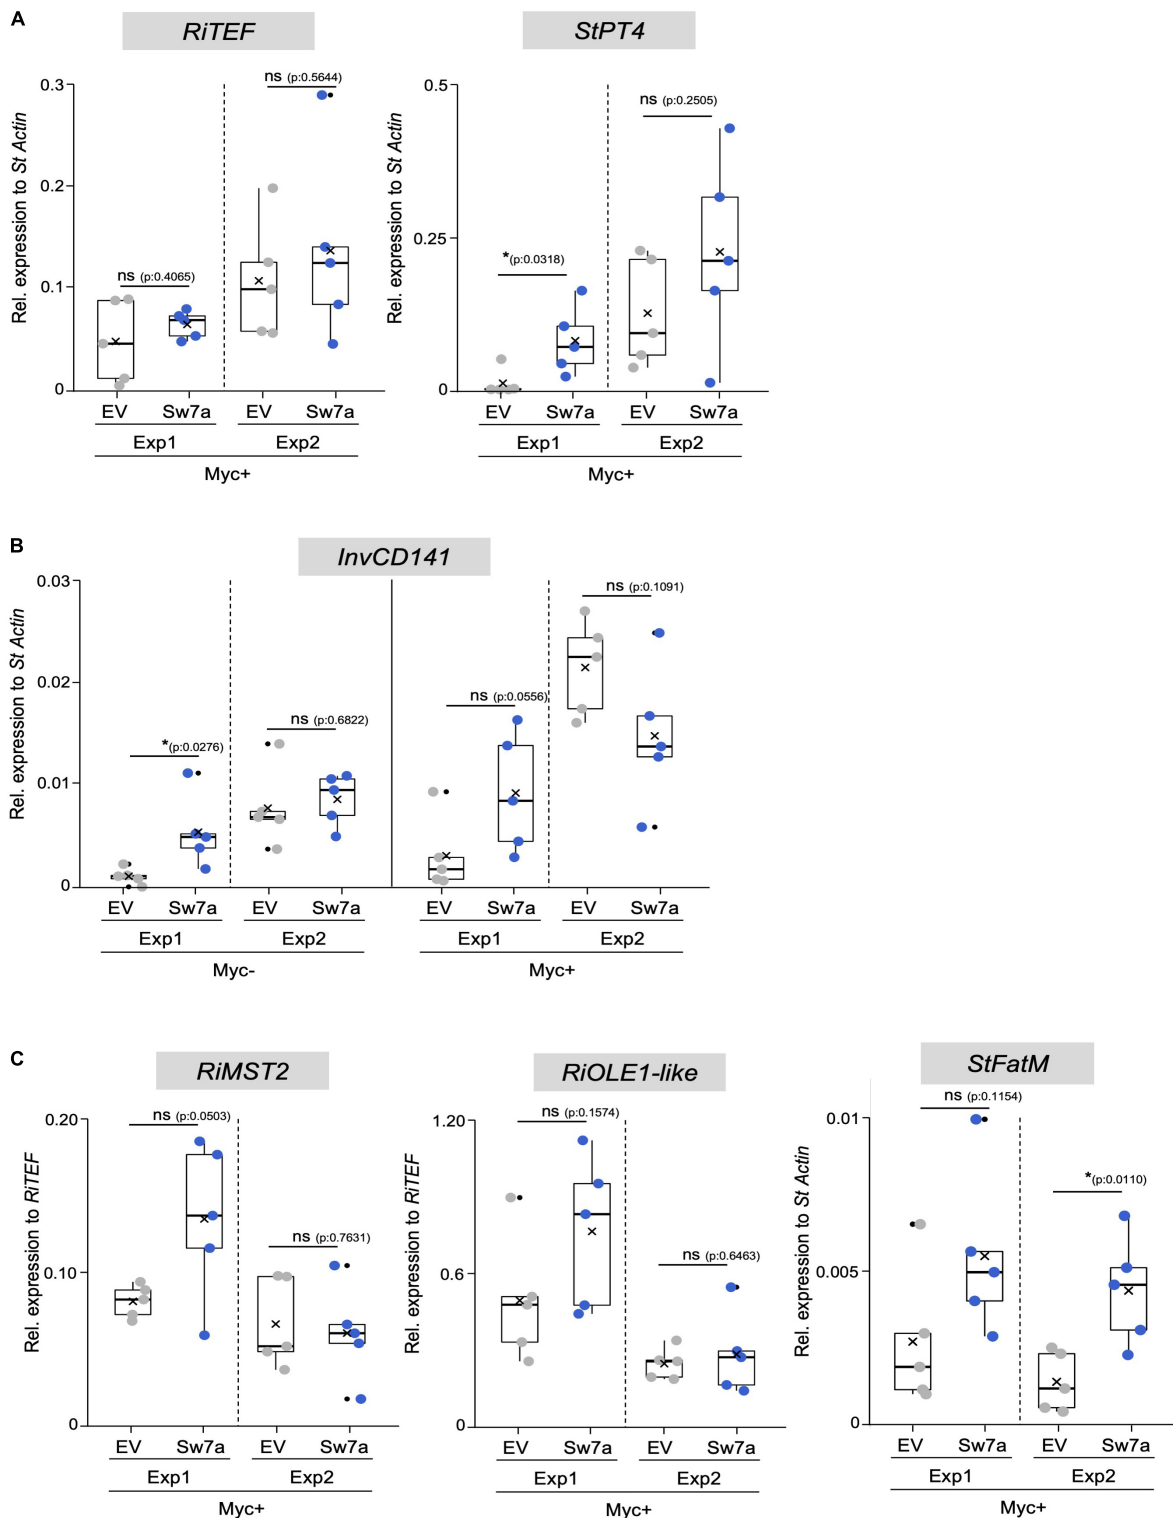 A
RiTEF
StPT4
Rel. expression to St Actin
0.3
0.2
0.1
0
ns (p:0.4065)
ns (p:0.5644)
EV Sw7a EV Sw7a
Exp1 Exp2
Myc+
Rel. expression to St Actin
0.5
0.25
0
*(p:0.0318)
ns (p:0.2505)
EV Sw7a EV Sw7a
Exp1 Exp2
Myc+
B
InvCD141
Rel. expression to St Actin
0.03
0.02
0.01
0
*(p:0.0276)
ns (p:0.6822)
ns (p:0.0556)
ns (p:0.1091)
EV Sw7a EV Sw7a EV Sw7a EV Sw7a
Exp1 Exp2 Exp1 Exp2
Myc- Myc+
C
RiMST2
Rel. expression to RiTEF
0.20
0.10
0
ns (p:0.0503)
ns (p:0.7631)
EV Sw7a EV Sw7a
Exp1 Exp2
Myc+
RiOLE1-like
Rel. expression to RiTEF
1.20
0.6
0
ns (p:0.1574)
ns (p:0.6463)
EV Sw7a EV Sw7a
Exp1 Exp2
Myc+
StFatM
Rel. expression to St Actin
0.01
0.005
0
ns (p:0.1154)
*(p:0.0110)
EV Sw7a EV Sw7a
Exp1 Exp2
Myc+